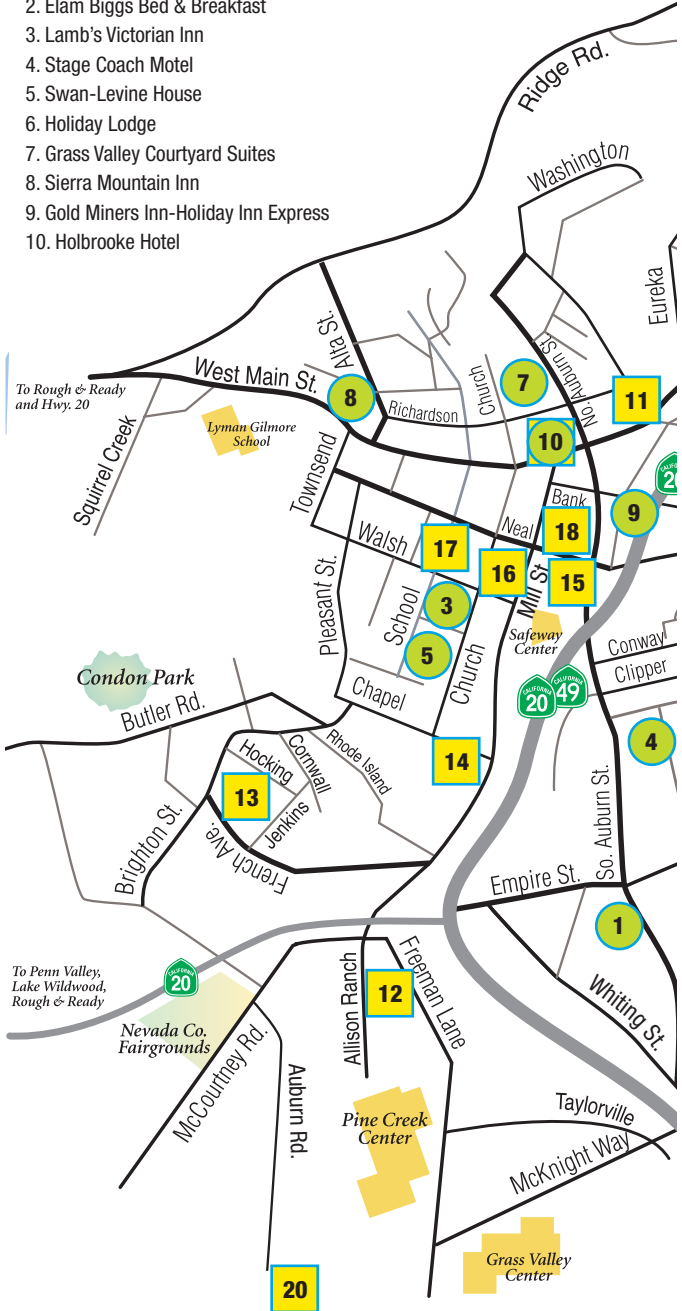 2. Elam Biggs Bed & Breakfast
3. Lamb's Victorian Inn
4. Stage Coach Motel
5. Swan-Levine House
6. Holiday Lodge
7. Grass Valley Courtyard Suites
8. Sierra Mountain Inn
9. Gold Miners Inn-Holiday Inn Express
10. Holbrooke Hotel
Ridge Rd.
Washington
Eureka
Alta St.
No. Auburn St.
West Main St.
To Rough & Ready
and Hwy. 20
8
Church
7
11
Richardson
Lyman Gilmore
School
10
Squirrel Creek
Townsend
CALIFORNIA
20
Bank
9
Neal
18
Walsh
17
16
Mill St
15
Pleasant St.
School
3
Safeway
Center
Conway
5
Church
Clipper
Condon Park
CALIFORNIA
20
CALIFORNIA
49
Chapel
Butler Rd.
4
Hocking
Cornwall
Rhode Island
14
13
Jenkins
So. Auburn St.
Brighton St.
French Ave.
Empire St.
1
To Penn Valley,
Lake Wildwood,
Rough & Ready
CALIFORNIA
20
Freeman Lane
Allison Ranch
12
Whiting St.
Nevada Co.
Fairgrounds
McCourtney Rd.
Auburn Rd.
Pine Creek
Center
Taylorville
McKnight Way
Grass Valley
Center
20